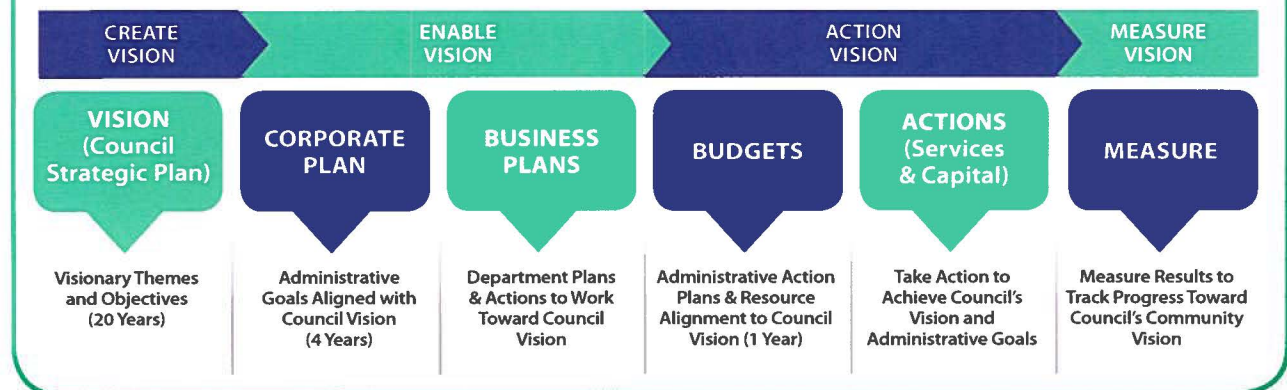 CREATE
VISION
ENABLE
VISION
ACTION
VISION
MEASURE
VISION
VISION
(Council
Strategic Plan)
CORPORATE
PLAN
BUSINESS
PLANS
BUDGETS
ACTIONS
(Services
& Capital)
MEASURE
Visionary Themes
and Objectives
(20 Years)
Administrative
Goals Aligned with
Council Vision
(4 Years)
Department Plans
& Actions to Work
Toward Council
Vision
Administrative Action
Plans & Resource
Alignment to Council
Vision (1 Year)
Take Action to
Achieve Council's
Vision and
Administrative Goals
Measure Results to
Track Progress Toward
Council's Community
Vision